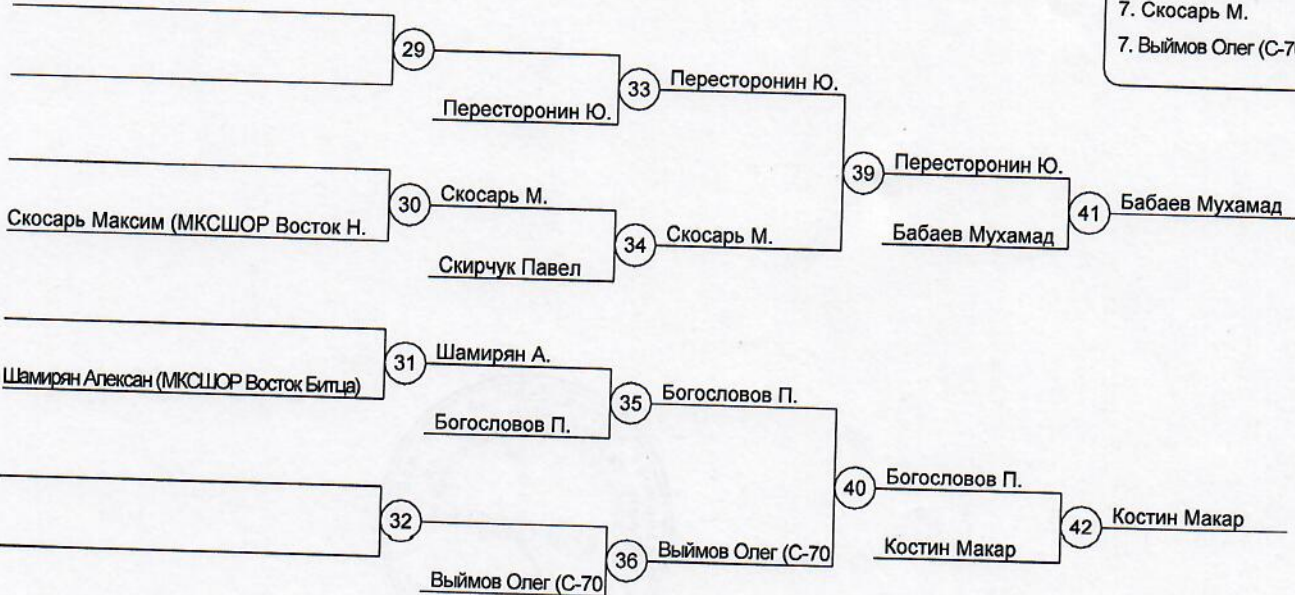 7. Скосарь М.
7. Выймов Олег (С-70
29
33
Пересторонин Ю.
Пересторонин Ю.
39
Пересторонин Ю.
30
Скосарь М.
41
Бабаев Мухамад
Скосарь Максим (МКСШОР Восток Н.
34
Скосарь М.
Бабаев Мухамад
Скирчук Павел
31
Шамирян А.
Шамирян Алексан (МКСШОР Восток Битца)
35
Богословов П.
Богословов П.
40
Богословов П.
32
42
Костин Макар
36
Выймов Олег (С-70
Костин Макар
Выймов Олег (С-70